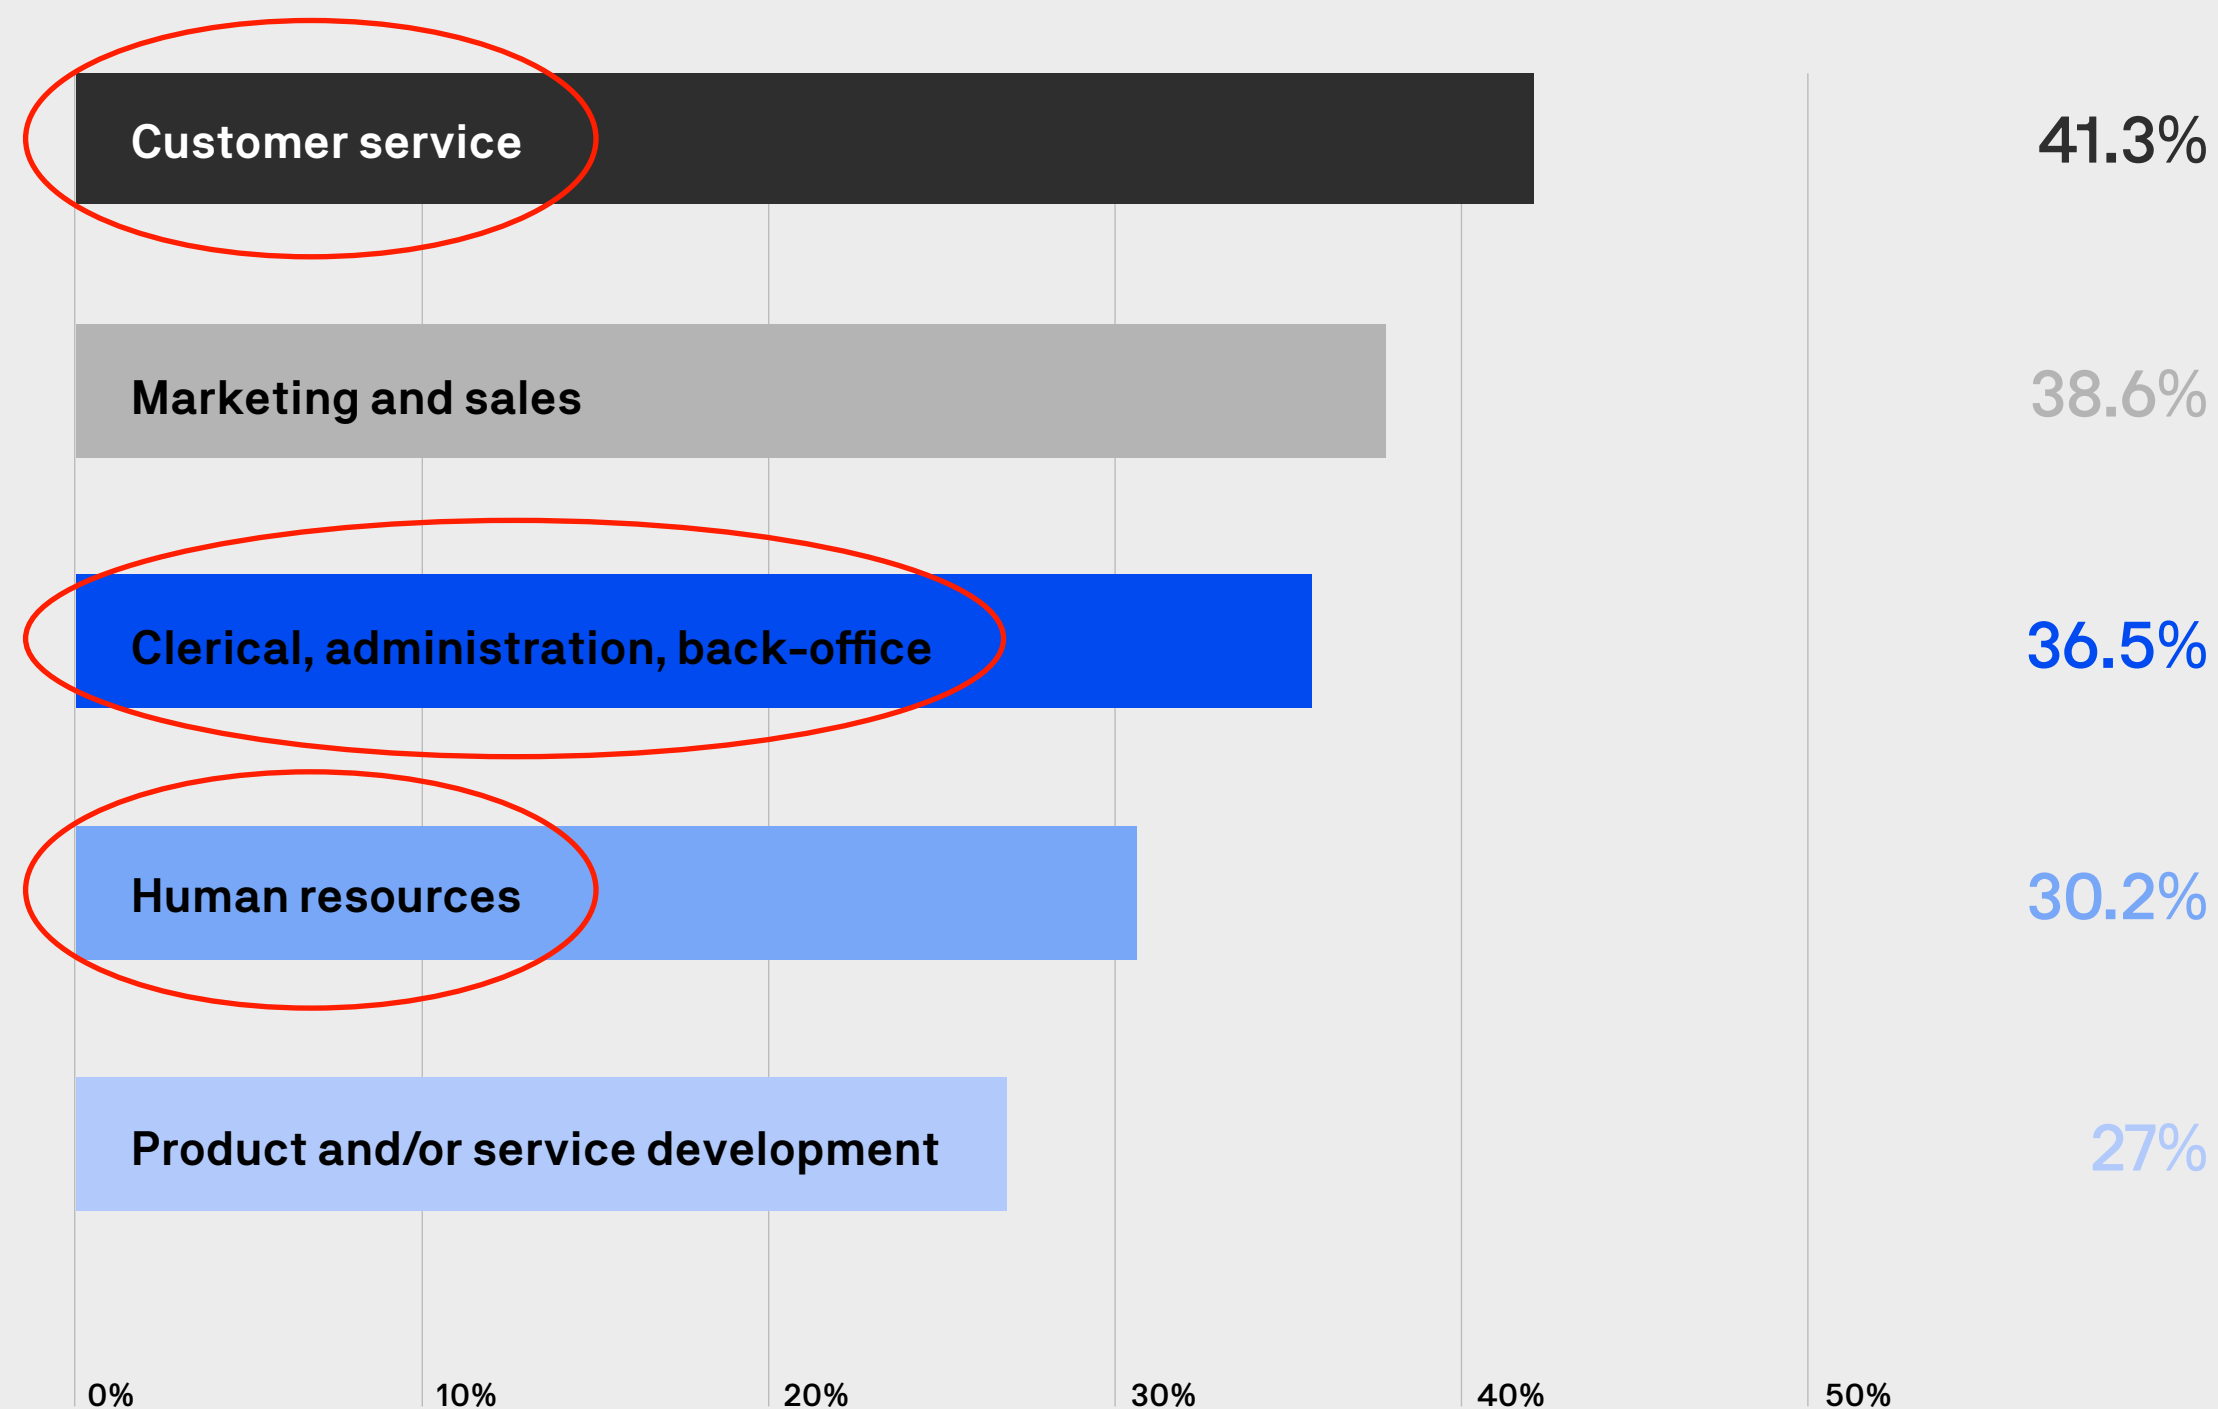 Customer service
41.3%
Marketing and sales
38.6%
Clerical, administration, back-office
36.5%
Human resources
30.2%
Product and/or service development
27%
0%
10%
20%
30%
40%
50%